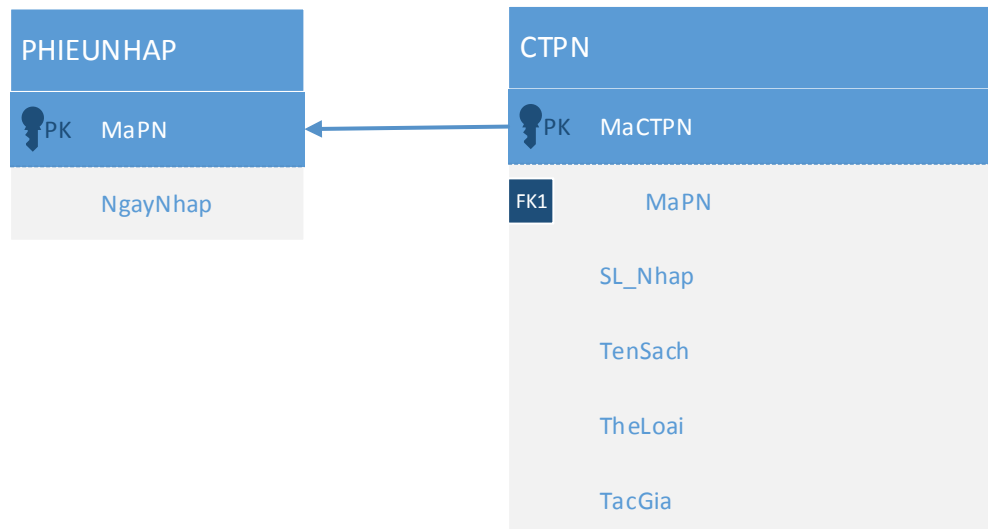 PHIEUNHAP
PK MaPN
NgayNhap
CTPN
PK MaCTPN
FK1 MaPN
SL_Nhap
TenSach
TheLoai
TacGia